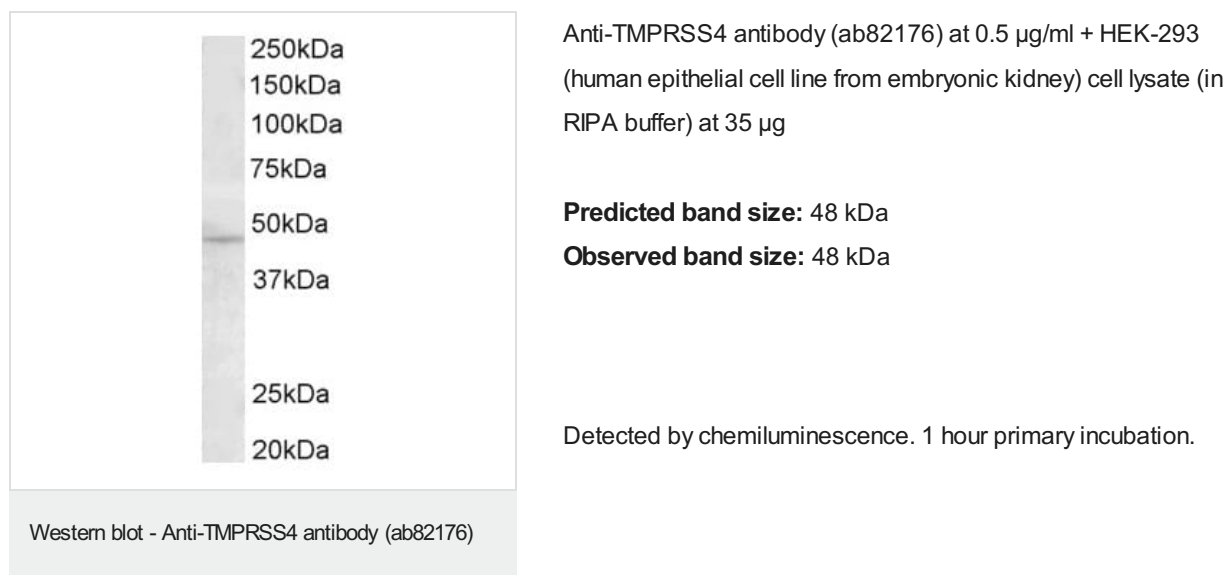 250kDa
150kDa
100kDa
75kDa
50kDa
37kDa
25kDa
20kDa
Western blot - Anti-TMPRSS4 antibody (ab82176)
Anti-TMPRSS4 antibody (ab82176) at 0.5 µg/ml + HEK-293
(human epithelial cell line from embryonic kidney) cell lysate (in
RIPA buffer) at 35 µg
Predicted band size: 48 kDa
Observed band size: 48 kDa
Detected by chemiluminescence. 1 hour primary incubation.